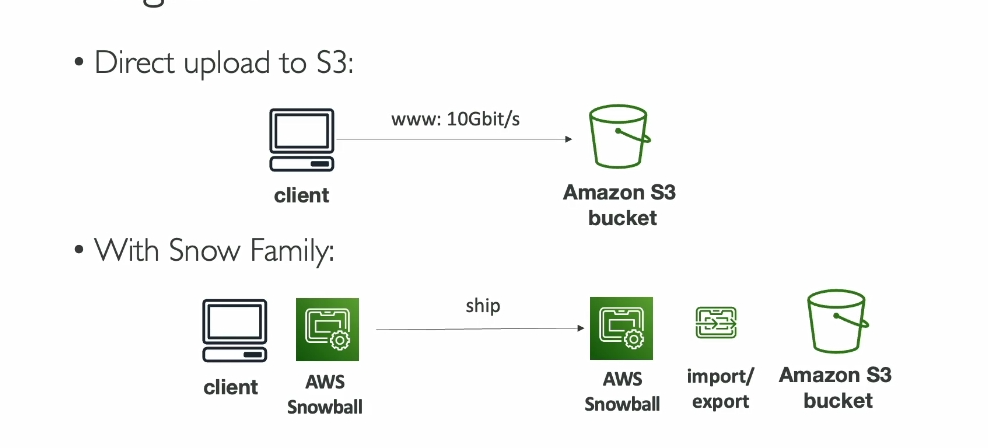 • Direct upload to S3:
www: 10Gbit/s
client
Amazon S3
bucket
• With Snow Family:
ship
client
AWS
Snowball
AWS
Snowball
import/
export
Amazon S3
bucket